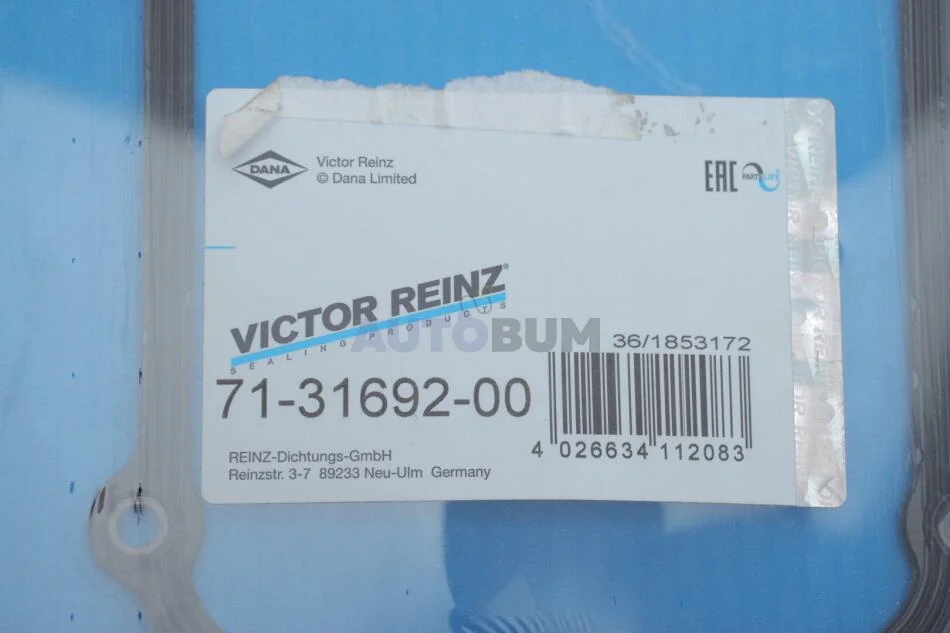 DANA
Victor Reinz
© Dana Limited
EAC
PARTS LIFE
VICTOR REINZ®
SEALING PRODUCTS
AUTOBUM
36/1853172
71-31692-00
4 026634 112083
REINZ-Dichtungs-GmbH
Reinzstr. 3-7 89233 Neu-Ulm Germany